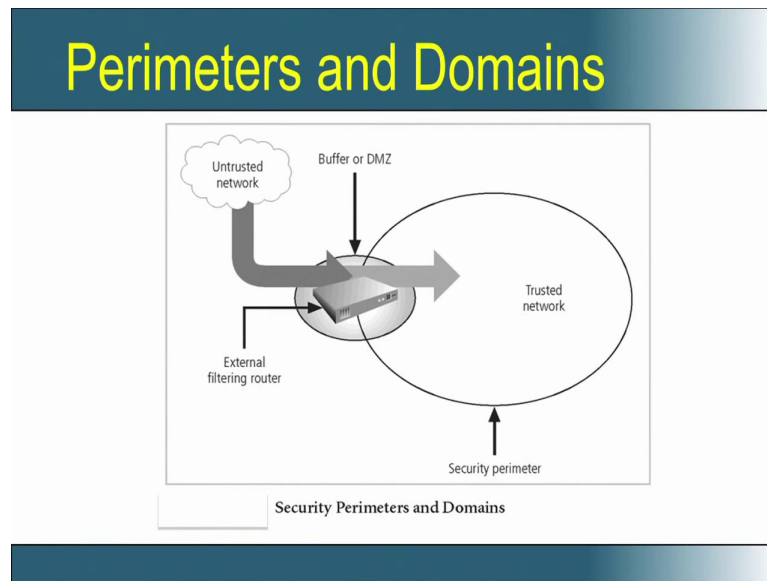 Perimeters and Domains
Untrusted
network
Buffer or DMZ
Trusted
network
External
filtering router
Security perimeter
Security Perimeters and Domains